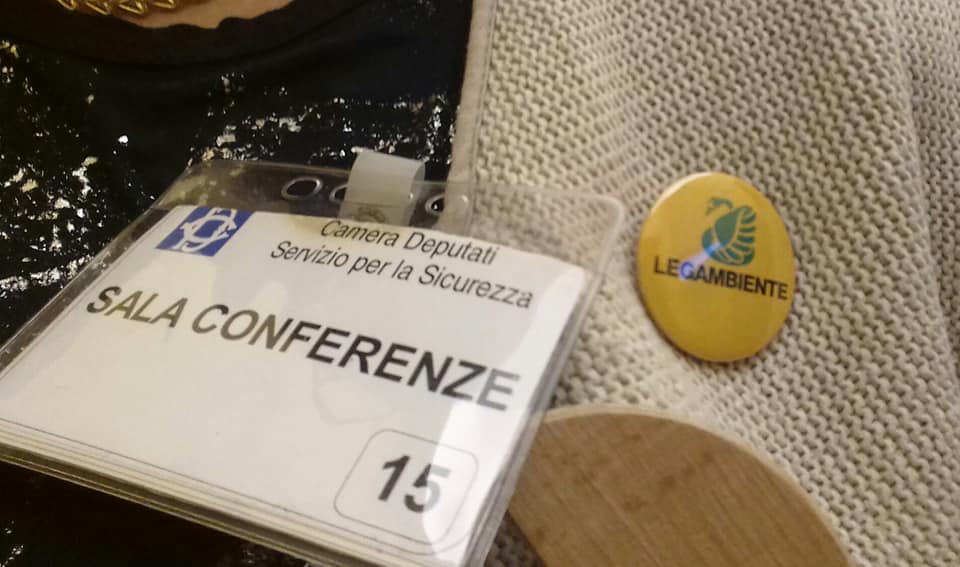 Camera Deputati
Servizio per la Sicurezza
SALA CONFERENZE
15
LEGAMBIENTE